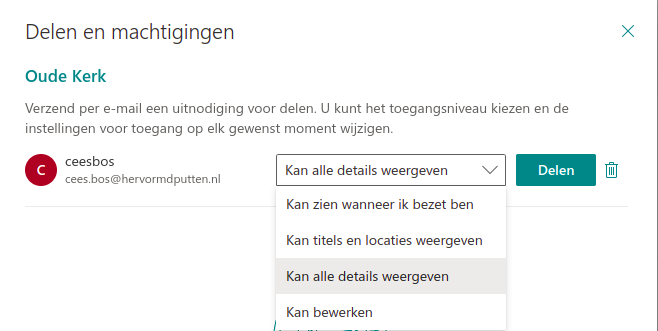 Delen en machtigingen
Oude Kerk
Verzend per e-mail een uitnodiging voor delen. U kunt het toegangsniveau kiezen en de
instellingen voor toegang op elk gewenst moment wijzigen.
C
ceesbos
cees.bos@hervormdputten.nl
Kan alle details weergeven
Delen
Kan zien wanneer ik bezet ben
Kan titels en locaties weergeven
Kan alle details weergeven
Kan bewerken